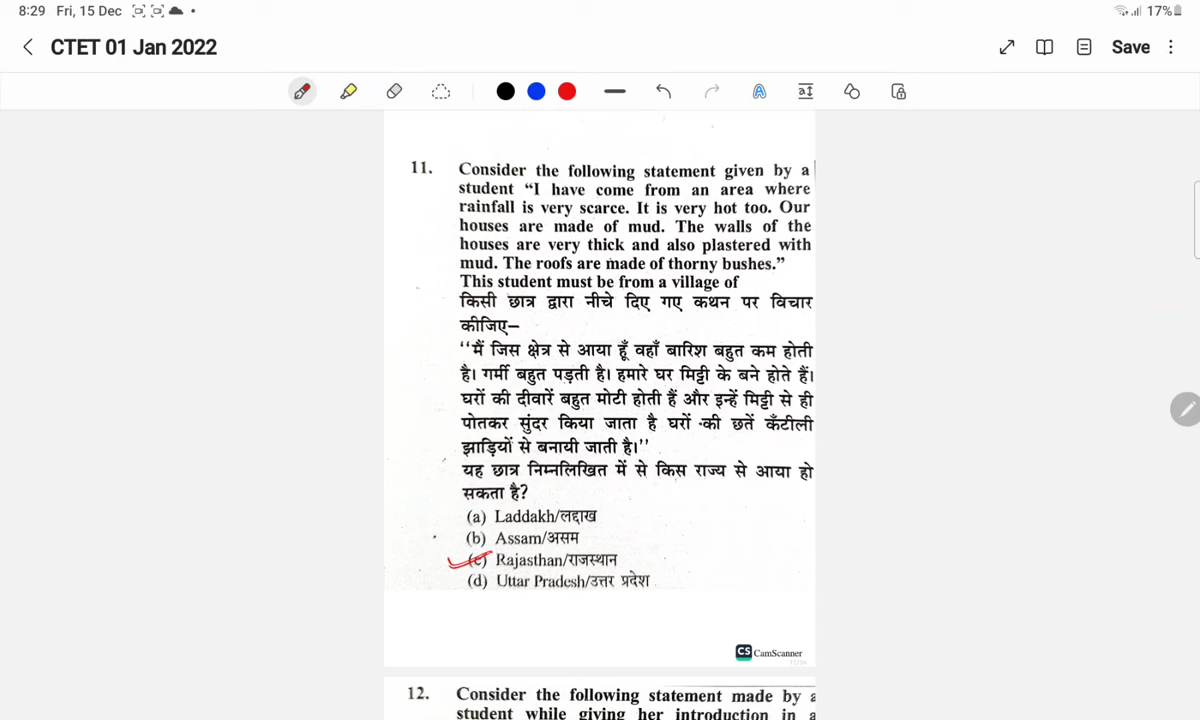 8:29 Fri, 15 Dec
17%
CTET 01 Jan 2022
Save
11. Consider the following statement given by a
student “I have come from an area where
rainfall is very scarce. It is very hot too. Our
houses are made of mud. The walls of the
houses are very thick and also plastered with
mud. The roofs are made of thorny bushes.”
This student must be from a village of
किसी छात्र द्वारा नीचे दिए गए कथन पर विचार
कीजिए–
‘‘मैं जिस क्षेत्र से आया हूँ वहाँ बारिश बहुत कम होती
है। गर्मी बहुत पड़ती है। हमारे घर मिट्टी के बने होते हैं।
घरों की दीवारें बहुत मोटी होती हैं और इन्हें मिट्टी से ही
पोतकर सुंदर किया जाता है घरों की छतें कँटीली
झाड़ियों से बनायी जाती है।’’
यह छात्र निम्नलिखित में से किस राज्य से आया हो
सकता है?
(a) Laddakh/लद्दाख
(b) Assam/असम
(c) Rajasthan/राजस्थान
(d) Uttar Pradesh/उत्तर प्रदेश
CS CamScanner
12. Consider the following statement made by a
student while giving her introduction in a